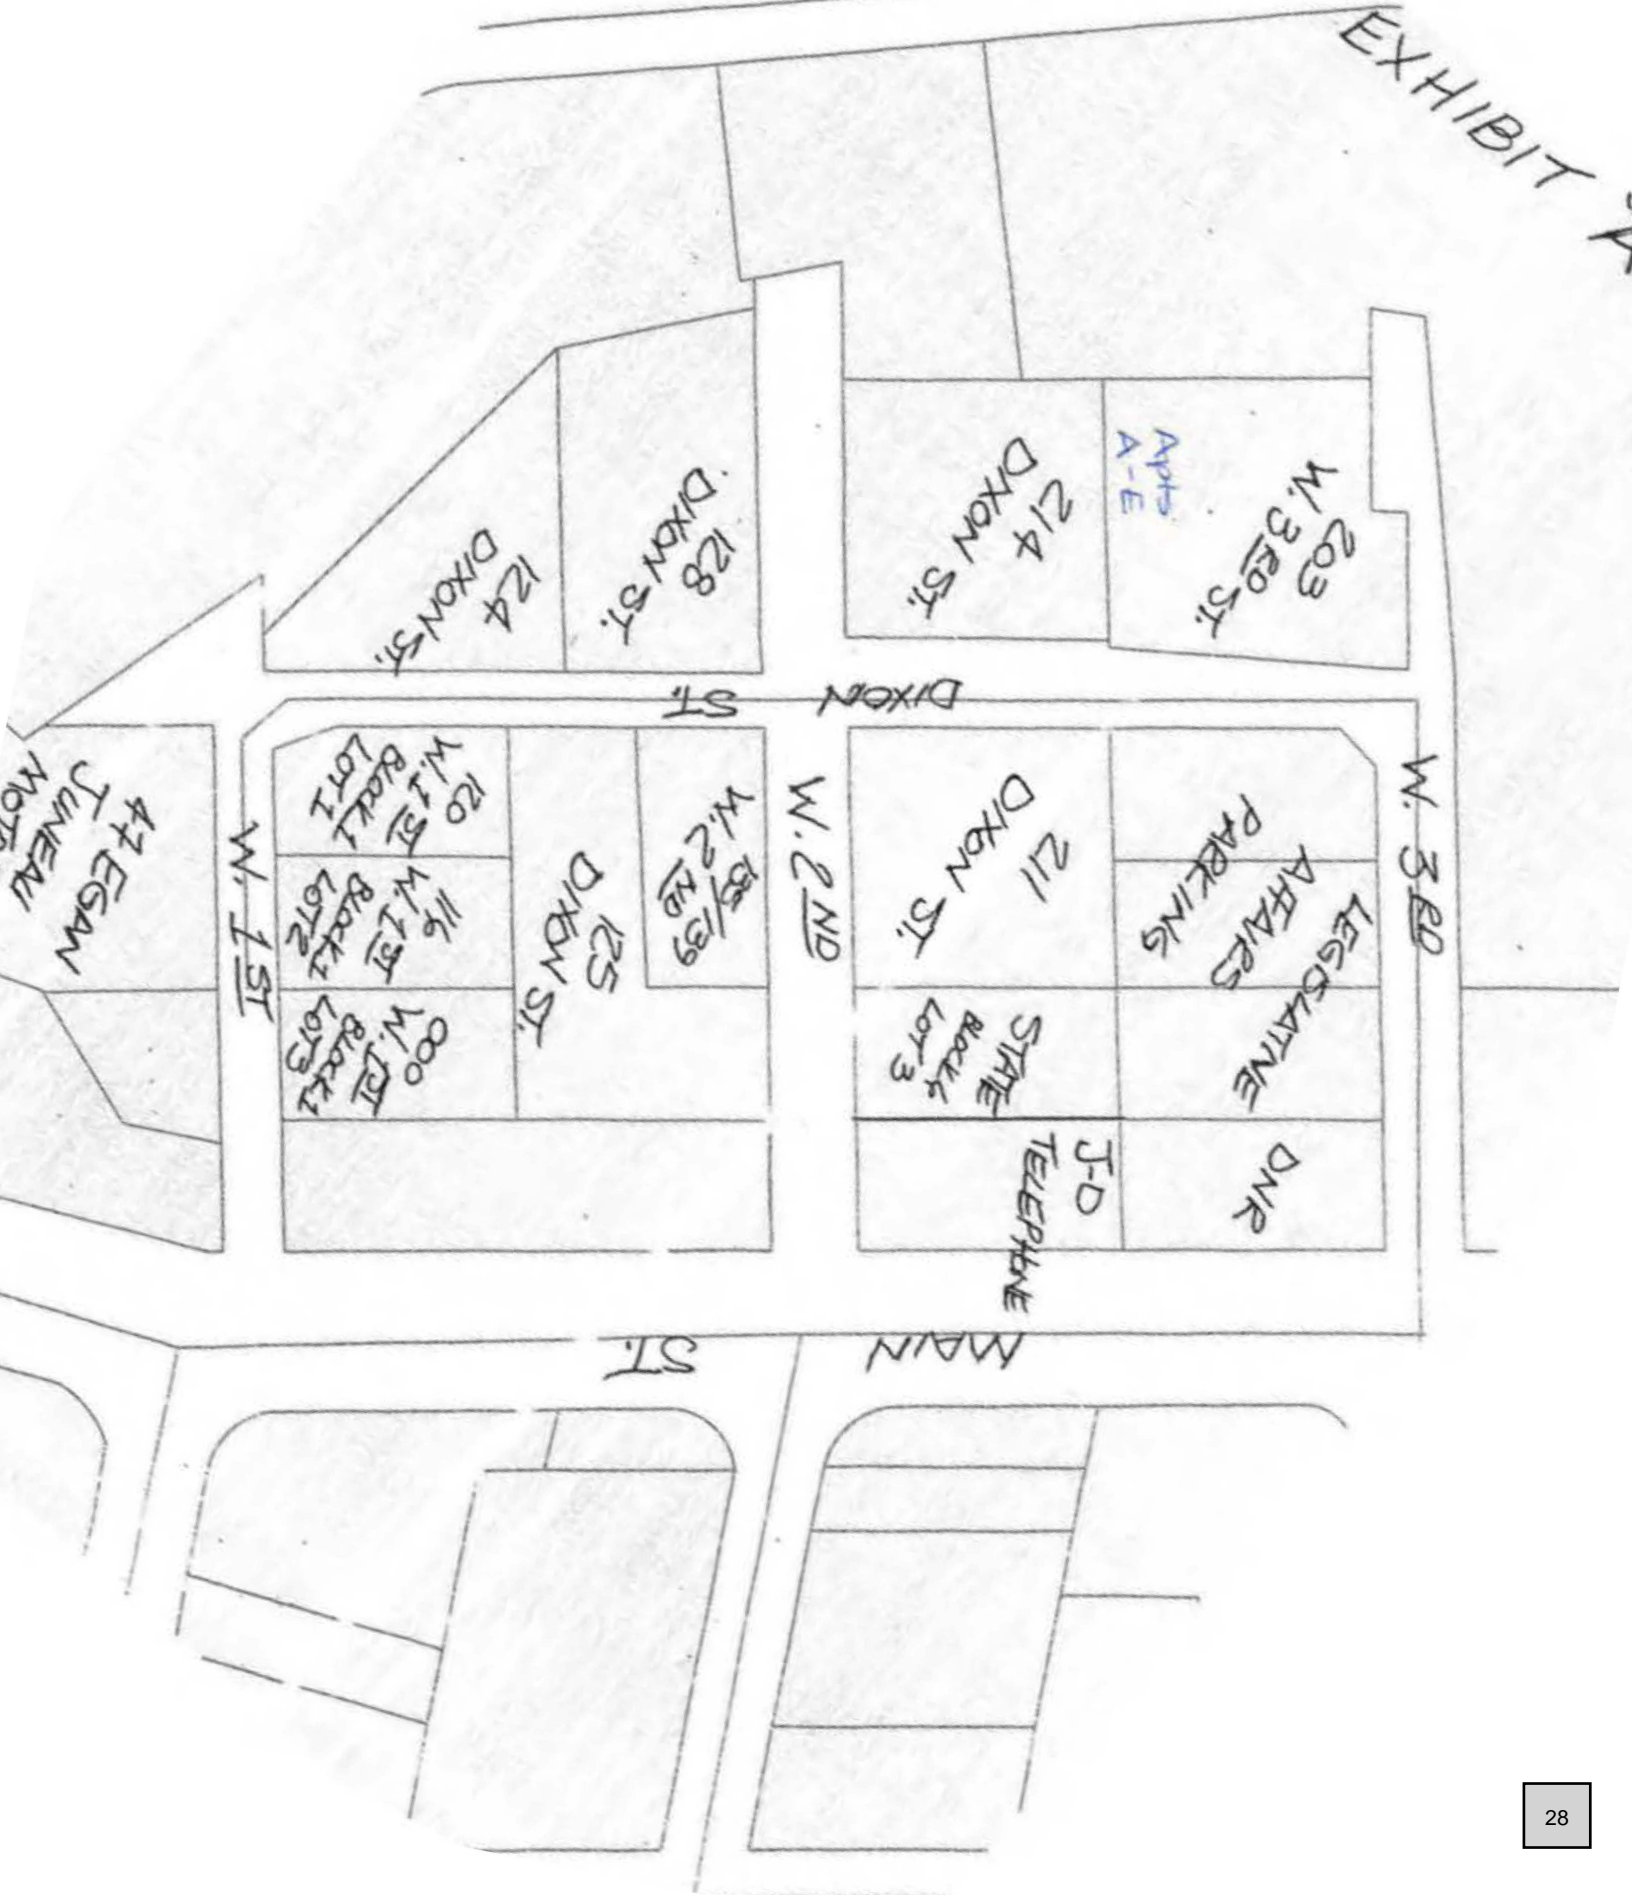 EXHIBIT
A
Apts
A-E
203
W. 3RD ST.
214
DIXON ST.
128
DIXON ST.
124
DIXON ST.
DIXON ST.
47 EGAN
JUNEAU
W. 1ST
120
W. 1ST
BLOCK 1
LOT 1
116
W. 1ST
BLOCK 1
LOT 2
000
W. 1ST
BLOCK 1
LOT 3
125
DIXON ST.
135/139
W. 2ND
W. 2ND
211
DIXON ST.
STATE
BLOCK 4
LOT 3
LEGISLATIVE
AFFAIRS
PARKING
W. 3RD
J-D
TELEPHONE
DNR
MAIN ST.
28